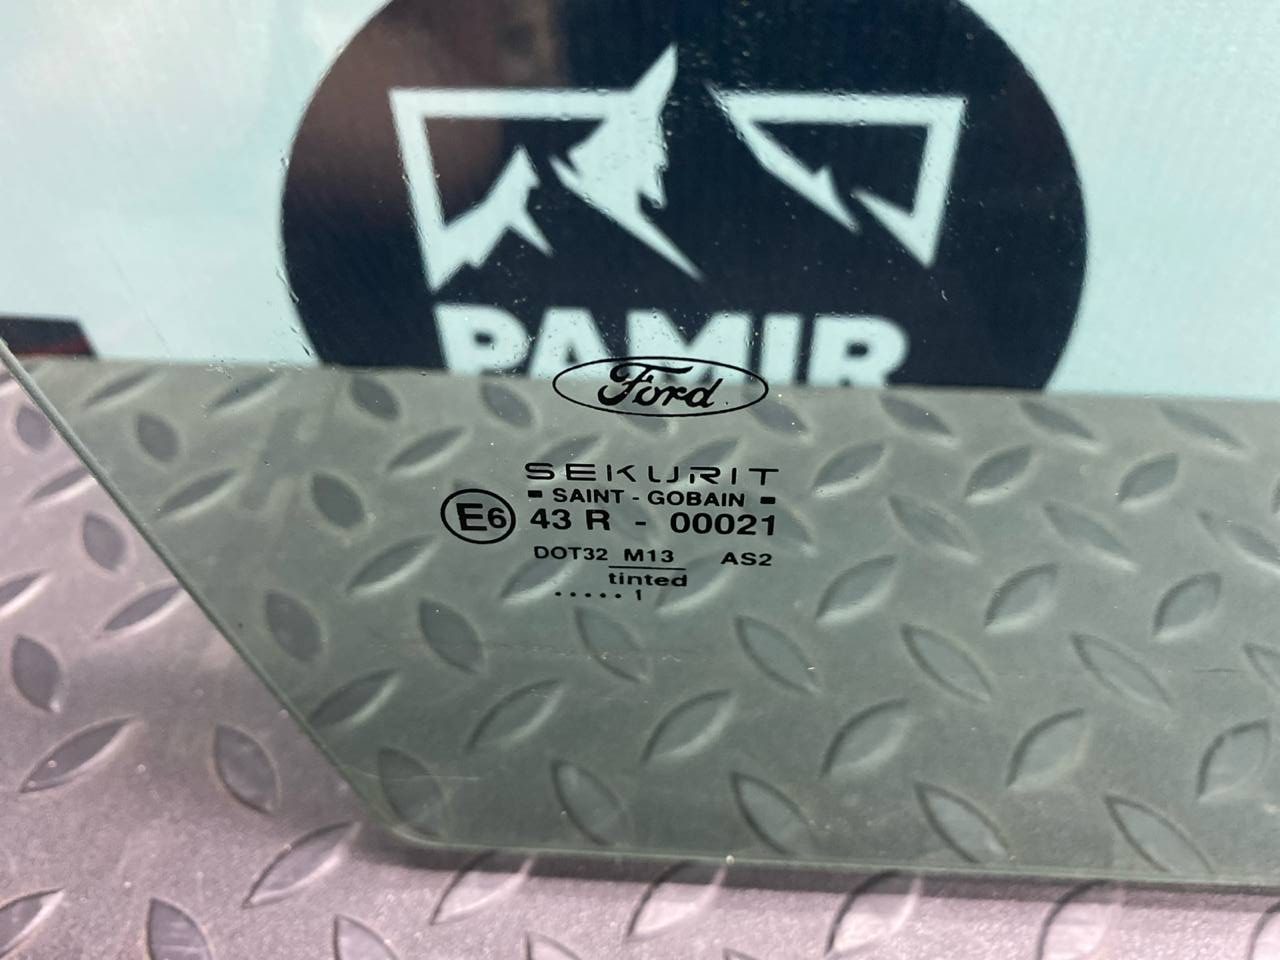 PAMIR
Ford
SEKURIT
SAINT - GOBAIN
E6 43 R - 00021
DOT32 M13 AS2
tinted
. . . . . 1